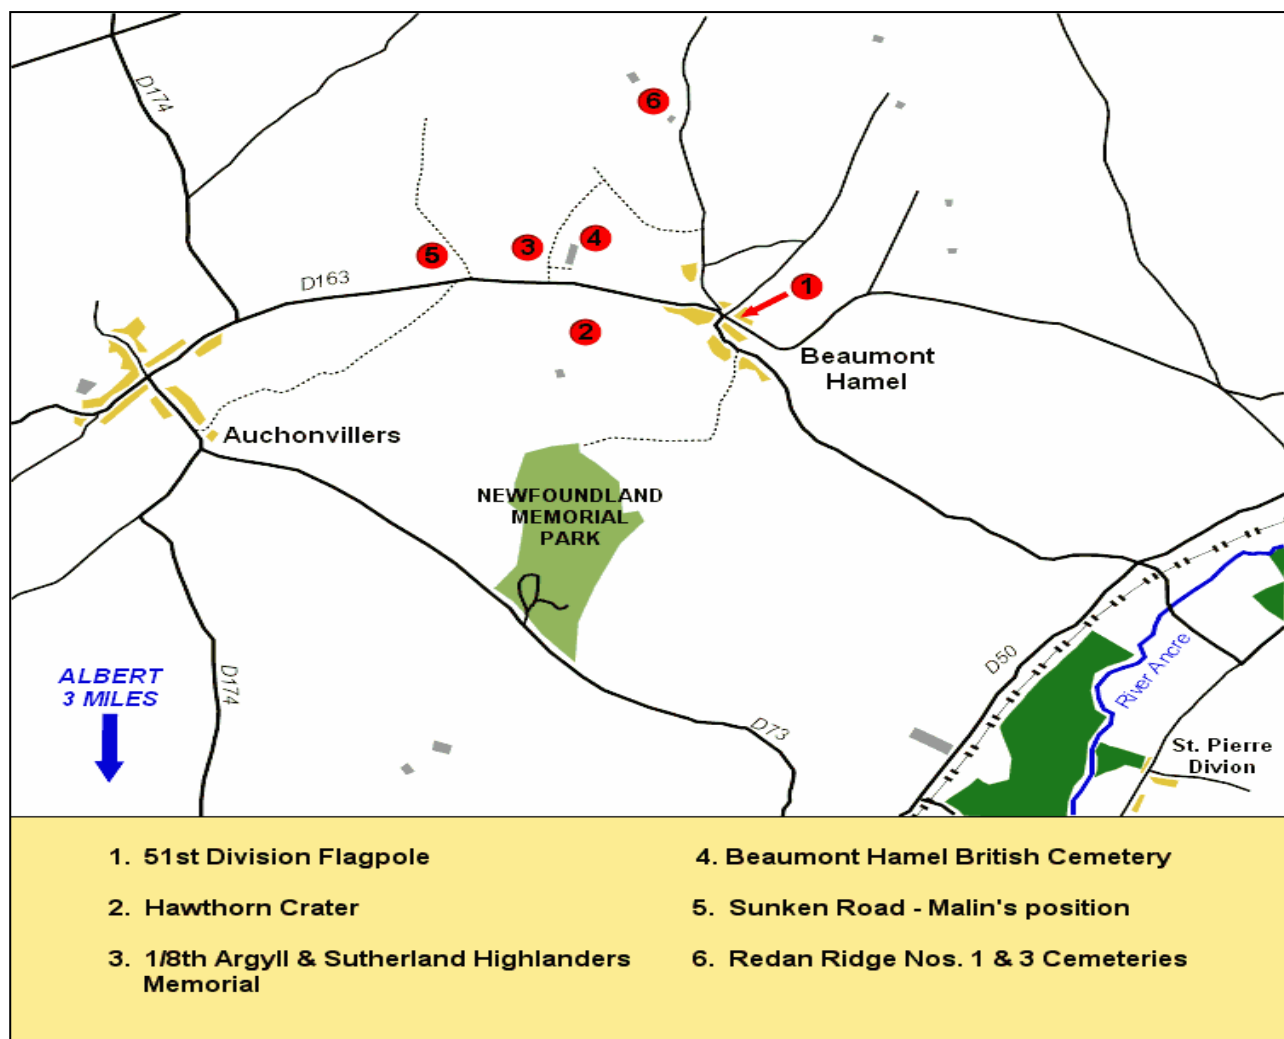 D174
6
5
3
4
D163
1
2
Beaumont
Hamel
Auchonvillers
NEWFOUNDLAND
MEMORIAL
PARK
D50
River Ancre
ALBERT
3 MILES
D174
D73
St. Pierre
Divion
1. 51st Division Flagpole
2. Hawthorn Crater
3. 1/8th Argyll & Sutherland Highlanders
Memorial
4. Beaumont Hamel British Cemetery
5. Sunken Road - Malin's position
6. Redan Ridge Nos. 1 & 3 Cemeteries